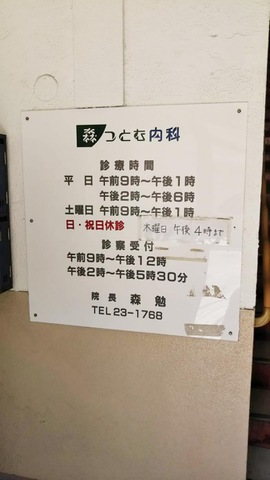 森つとむ内科
診療時間
平日 午前9時〜午後1時
午後2時〜午後6時
土曜日 午前9時〜午後1時
日・祝日休診
木曜日 午後 4時まで
診察受付
午前9時〜午後12時
午後2時〜午後5時30分
院長 森 勉
TEL 23-1768